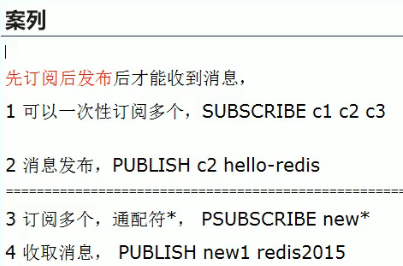 案列
先订阅后发布后才能收到消息，
1 可以一次性订阅多个，SUBSCRIBE c1 c2 c3
2 消息发布，PUBLISH c2 hello-redis
====================================================
3 订阅多个，通配符*， PSUBSCRIBE new*
4 收取消息， PUBLISH new1 redis2015